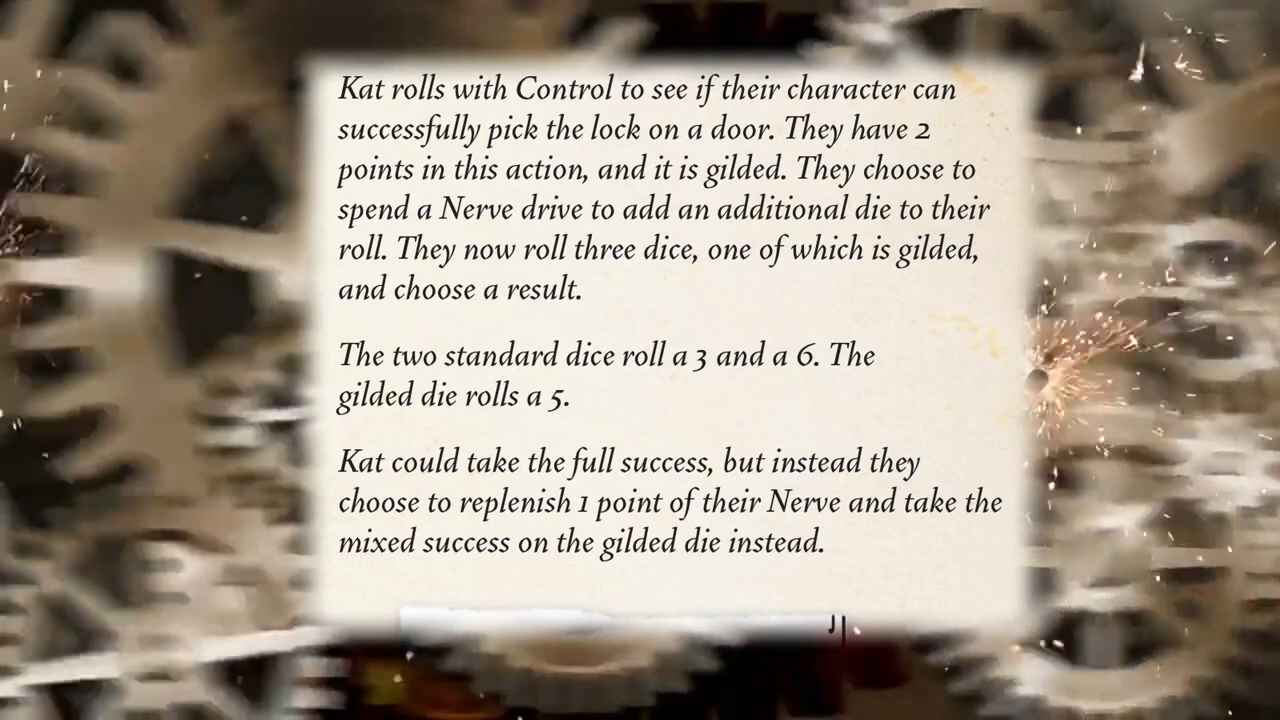 Kat rolls with Control to see if their character can
successfully pick the lock on a door. They have 2
points in this action, and it is gilded. They choose to
spend a Nerve drive to add an additional die to their
roll. They now roll three dice, one of which is gilded,
and choose a result.
The two standard dice roll a 3 and a 6. The
gilded die rolls a 5.
Kat could take the full success, but instead they
choose to replenish 1 point of their Nerve and take the
mixed success on the gilded die instead.